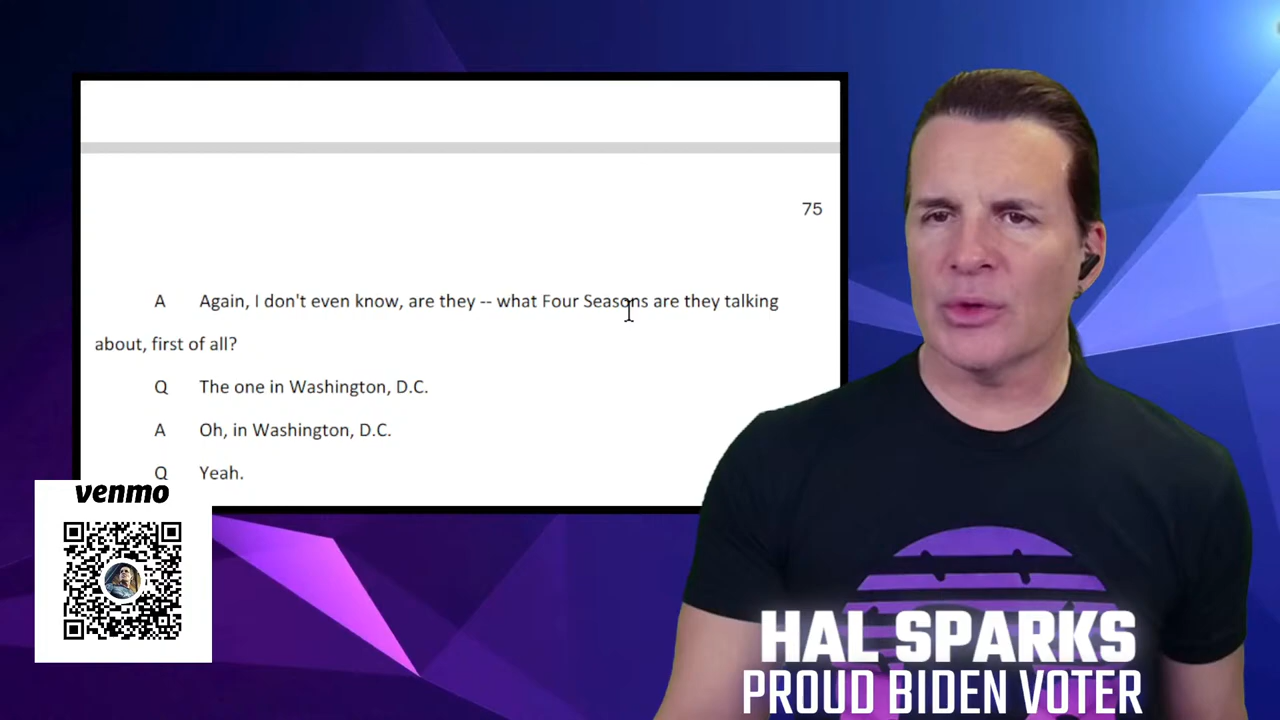 75
A Again, I don't even know, are they -- what Four Seasons are they talking
about, first of all?
Q The one in Washington, D.C.
A Oh, in Washington, D.C.
Q Yeah.
venmo
HAL SPARKS
PROUD BIDEN VOTER